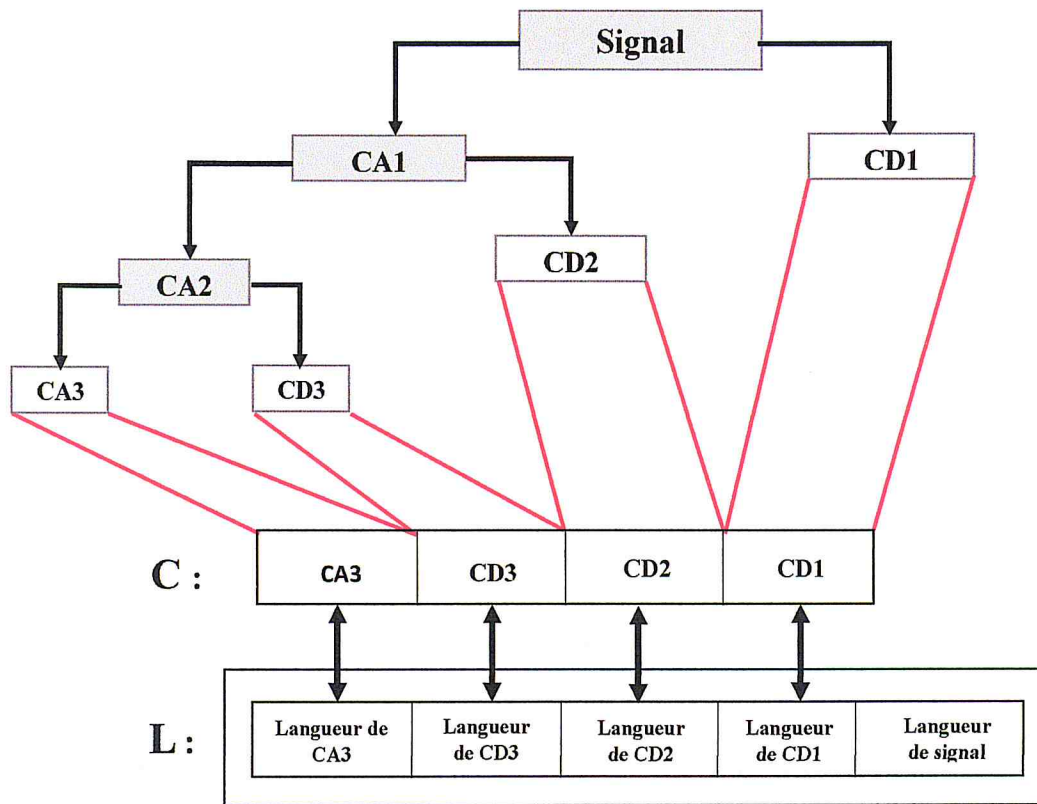 Signal
CA1
CD1
CD2
CA2
CA3
CD3
C :
CA3
CD3
CD2
CD1
L :
Langueur de
CA3
Langueur
de CD3
Langueur
de CD2
Langueur
de CD1
Langueur
de signal